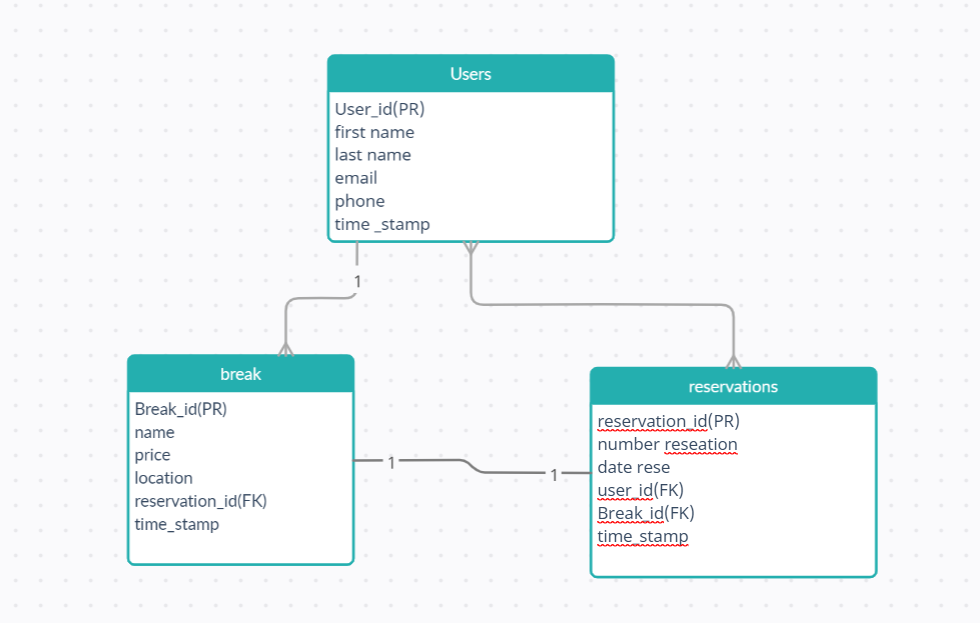 Users
User_id(PR)
first name
last name
email
phone
time _stamp
1
break
Break_id(PR)
name
price
location
reservation_id(FK)
time_stamp
1
1
reservations
reservation_id(PR)
number reseation
date rese
user_id(FK)
Break_id(FK)
time_stamp